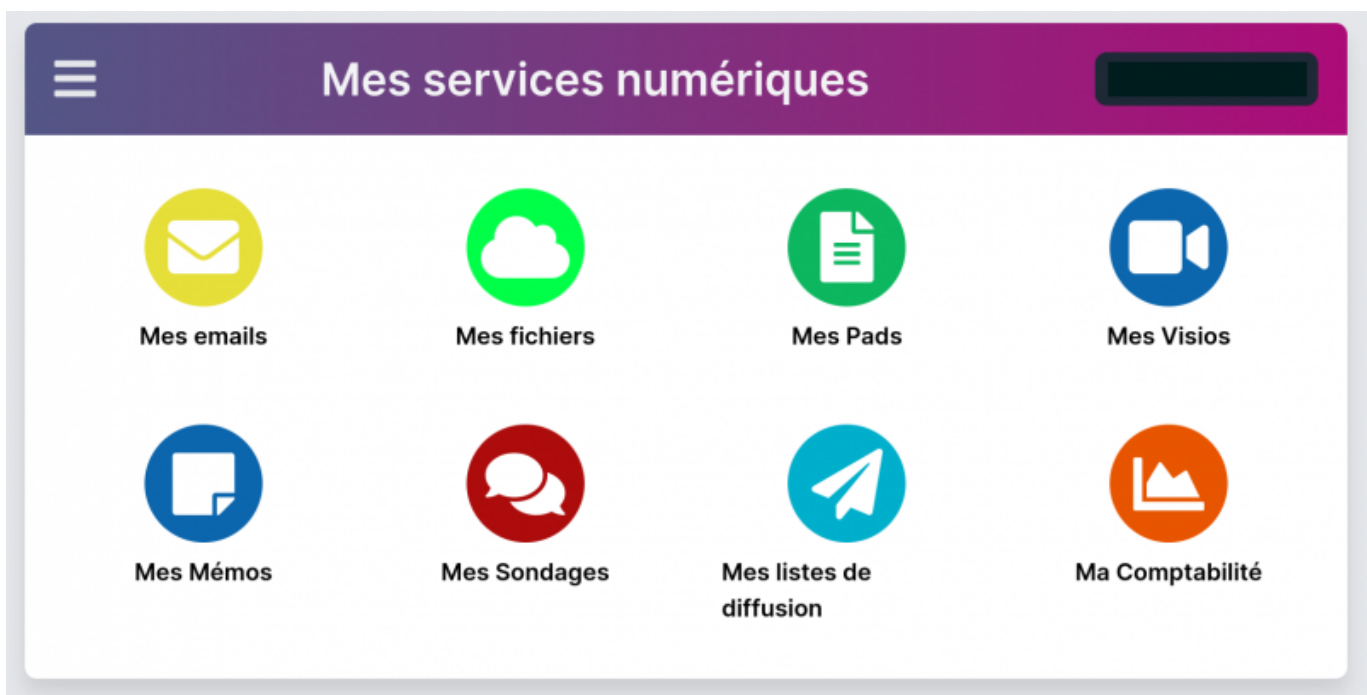 Mes services numériques
Mes emails
Mes fichiers
Mes Pads
Mes Visios
Mes Mémos
Mes Sondages
Mes listes de
diffusion
Ma Comptabilité